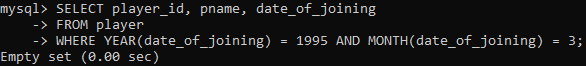 mysql> SELECT player_id, pname, date_of_joining
    -> FROM player
    -> WHERE YEAR(date_of_joining) = 1995 AND MONTH(date_of_joining) = 3;
Empty set (0.00 sec)